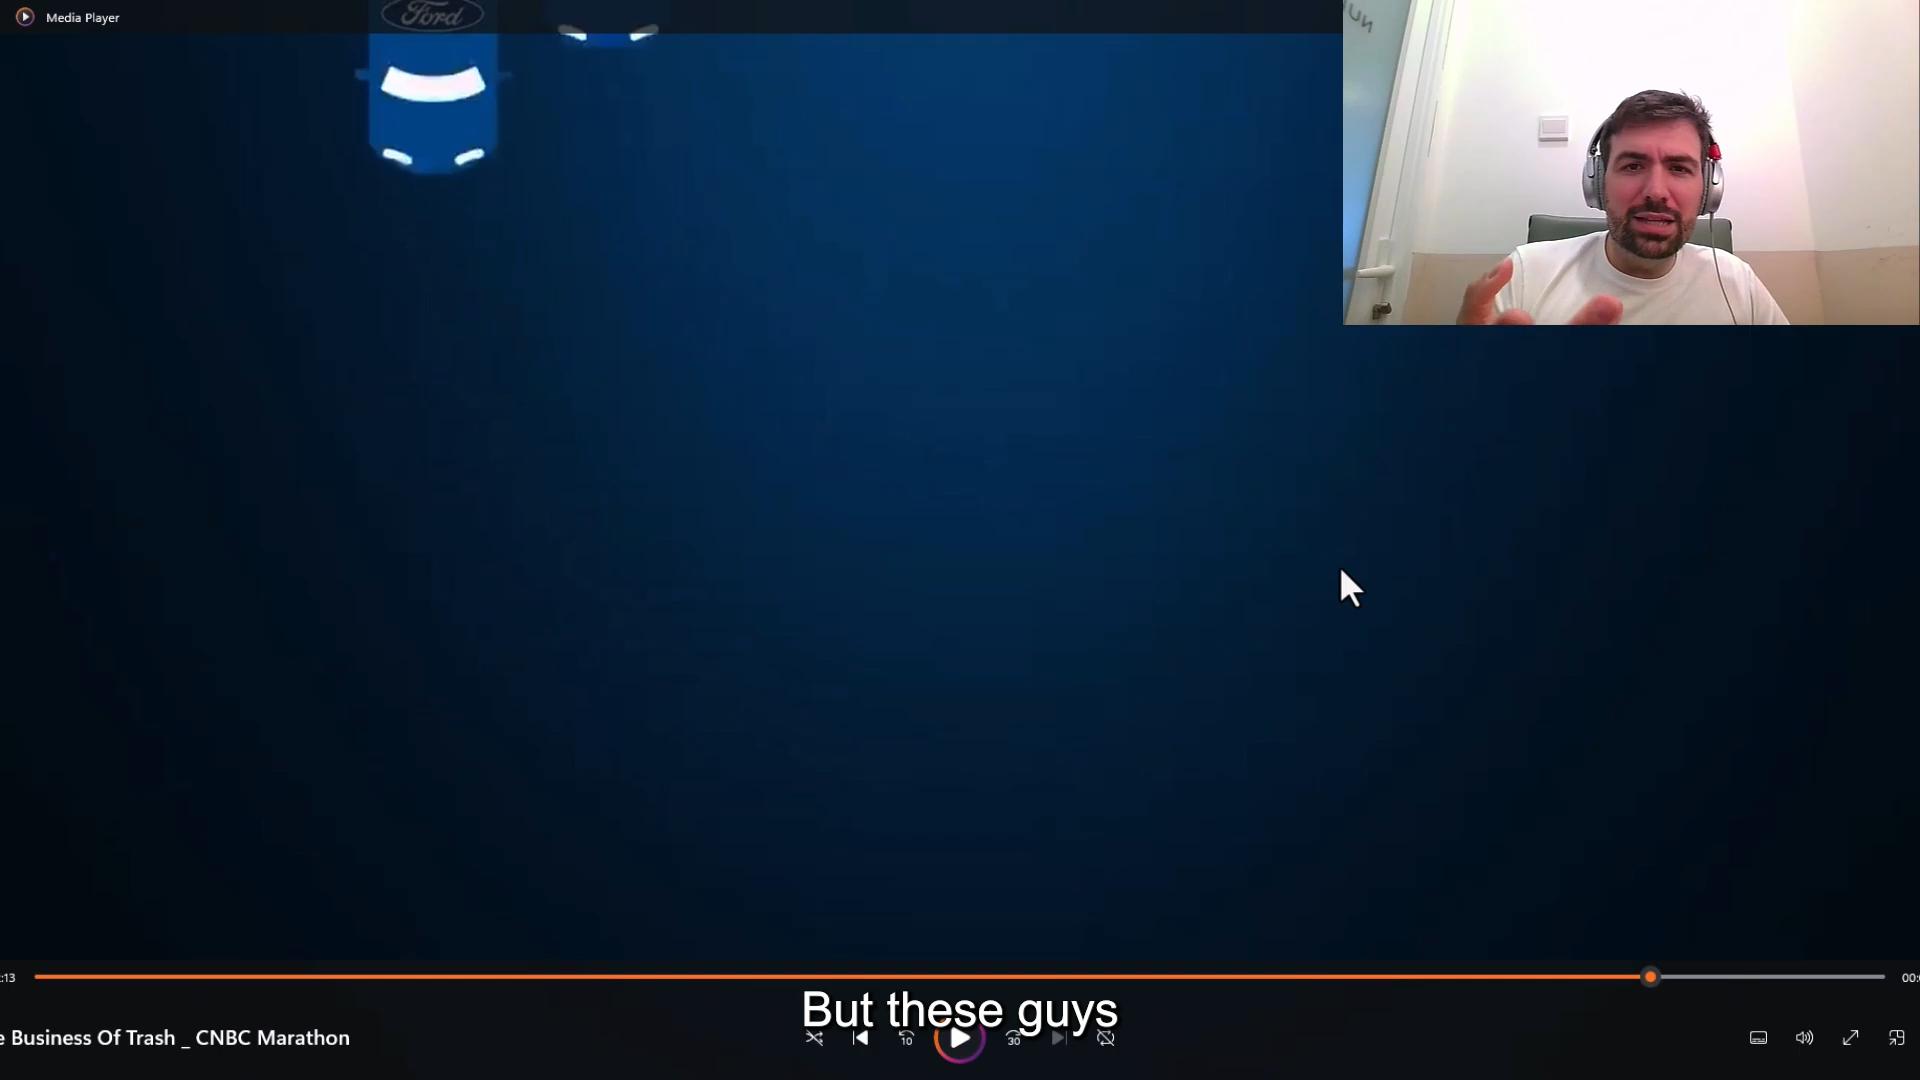 Media Player
Ford
:13
00:
But these guys
e Business Of Trash _ CNBC Marathon
10
30